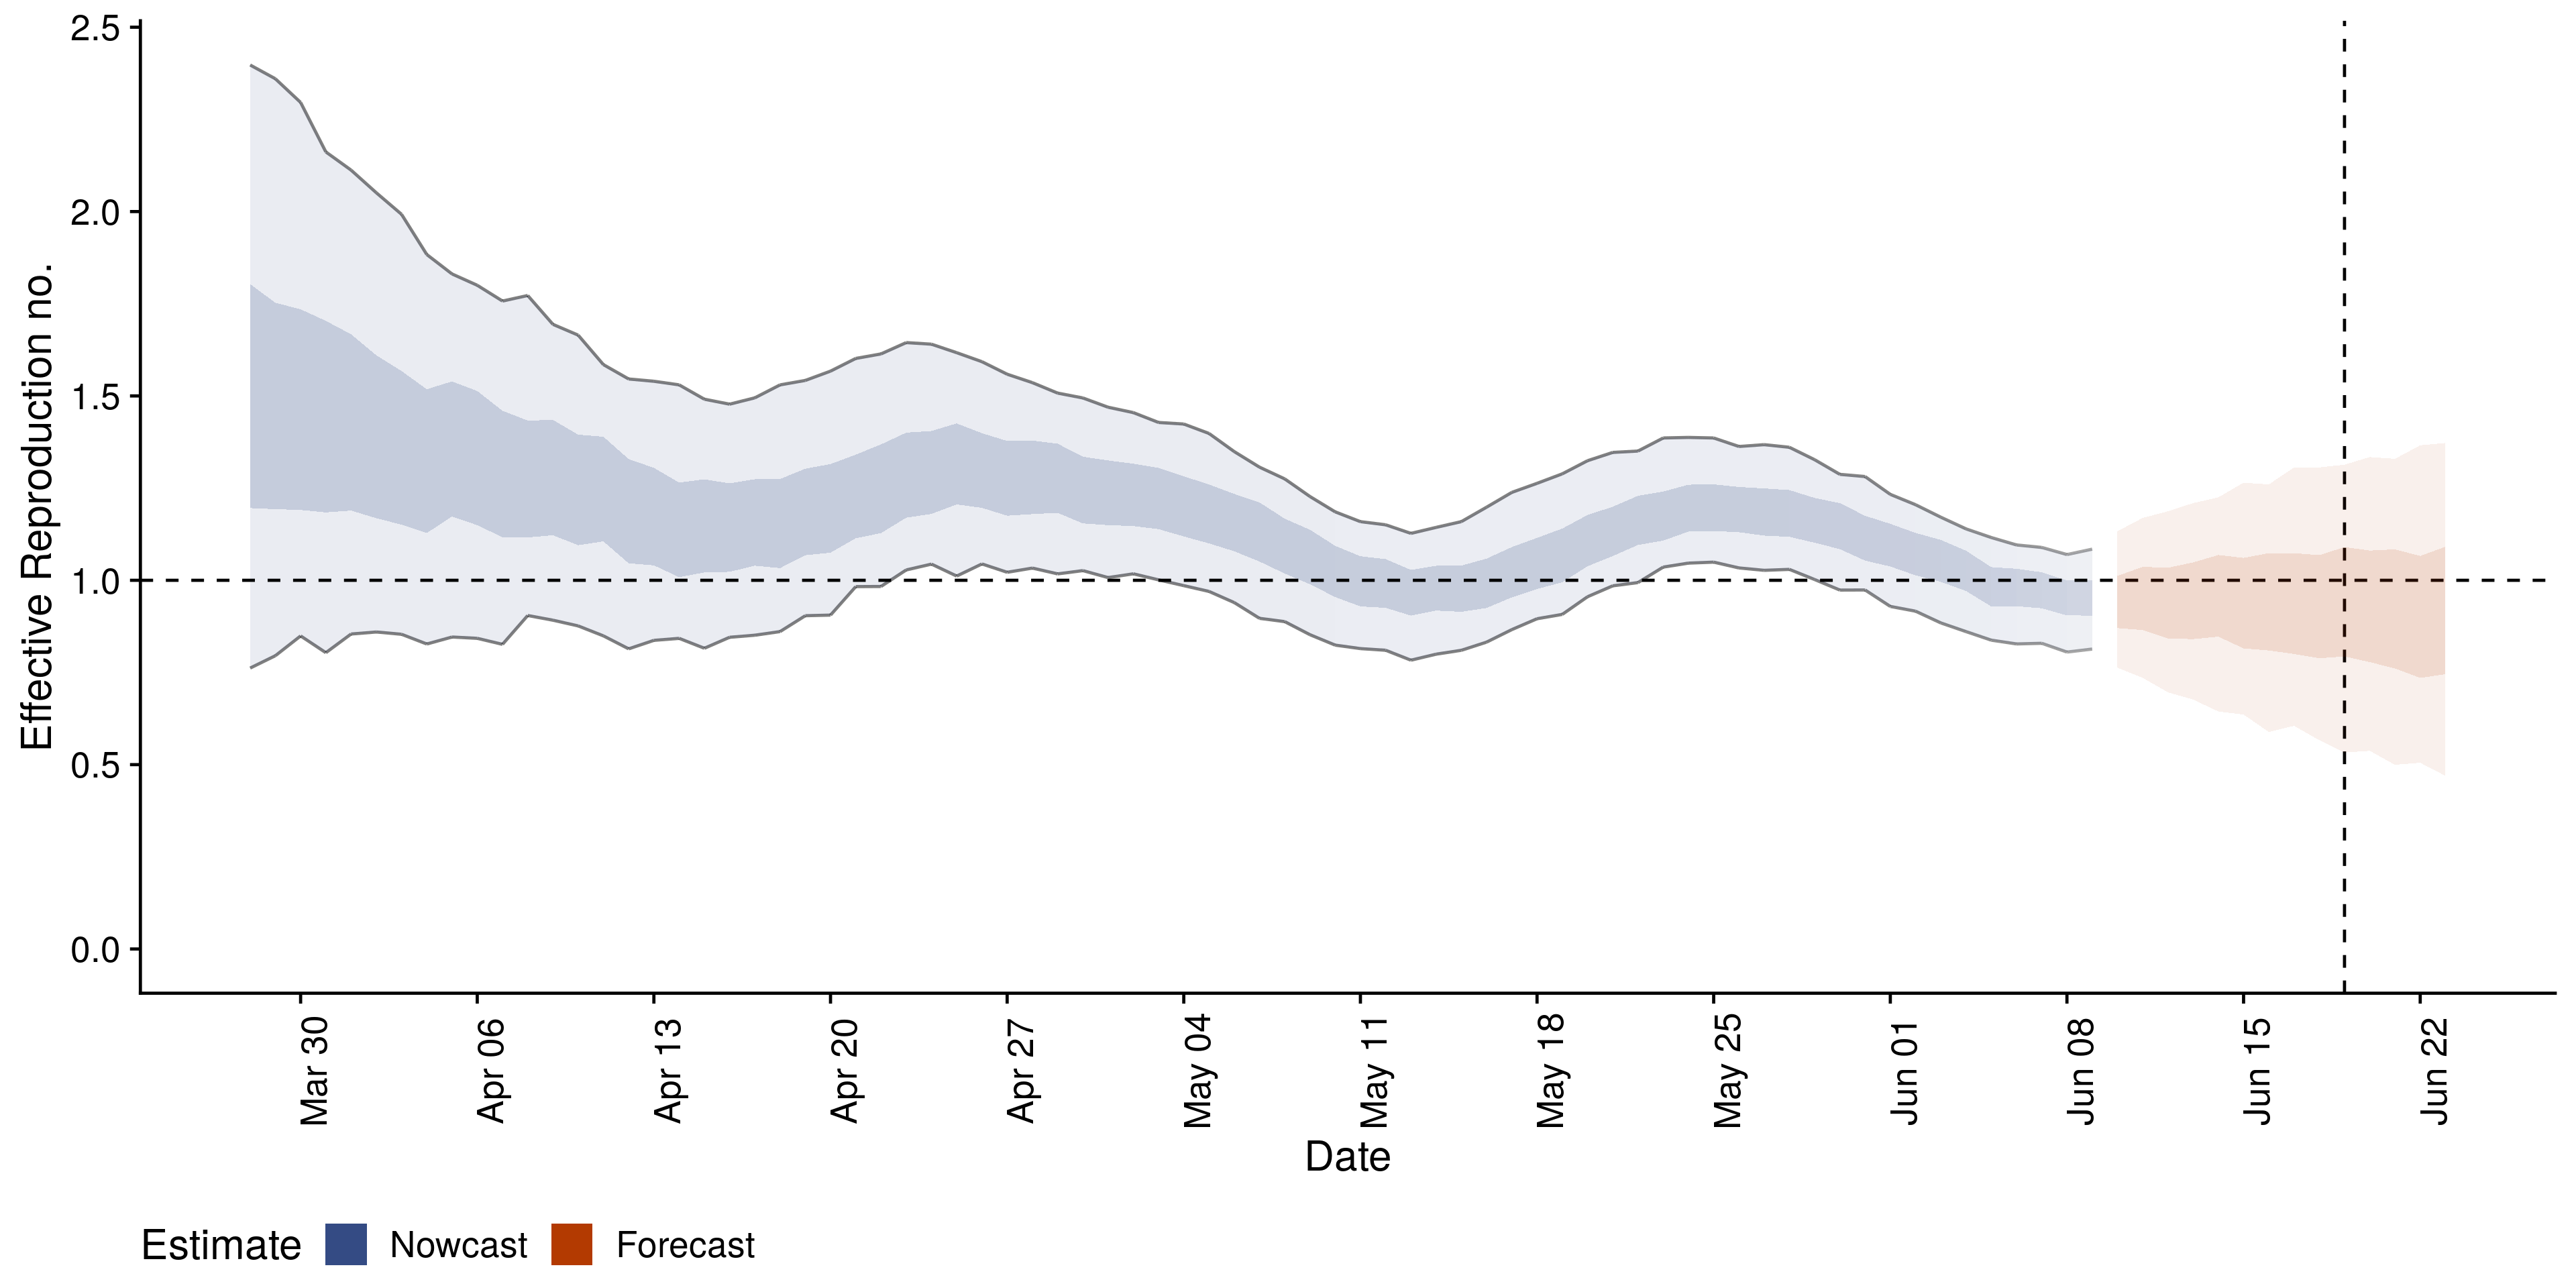 Effective Reproduction no.
2.5
2.0
1.5
1.0
0.5
0.0
Mar 30
Apr 06
Apr 13
Apr 20
Apr 27
May 04
May 11
May 18
May 25
Jun 01
Jun 08
Jun 15
Jun 22
Date
Estimate Nowcast Forecast